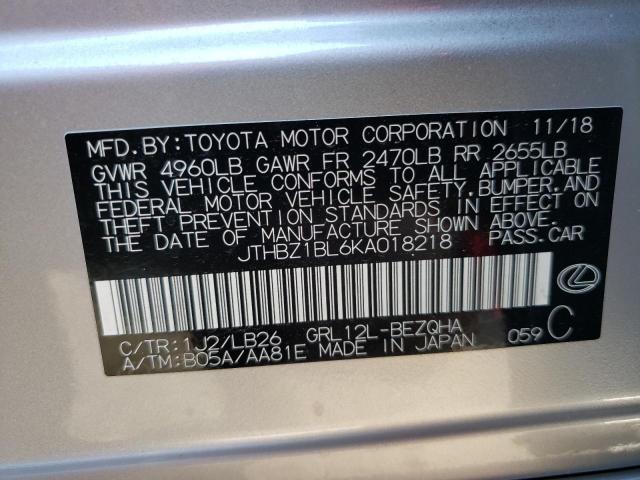 MFD.BY:TOYOTA MOTOR CORPORATION 11/18
GVWR 4960LB GAWR FR 2470LB RR 2655LB
THIS VEHICLE CONFORMS TO ALL APPLICABLE
FEDERAL MOTOR VEHICLE SAFETY,BUMPER,AND
THEFT PREVENTION STANDARDS IN EFFECT ON
THE DATE OF MANUFACTURE SHOWN ABOVE.
JTHBZ1BL6KA018218 PASS.CAR
C/TR:1J2/LB26 GRL12L-BEZQHA
A/TM:B05A/AA81E MADE IN JAPAN 059 C